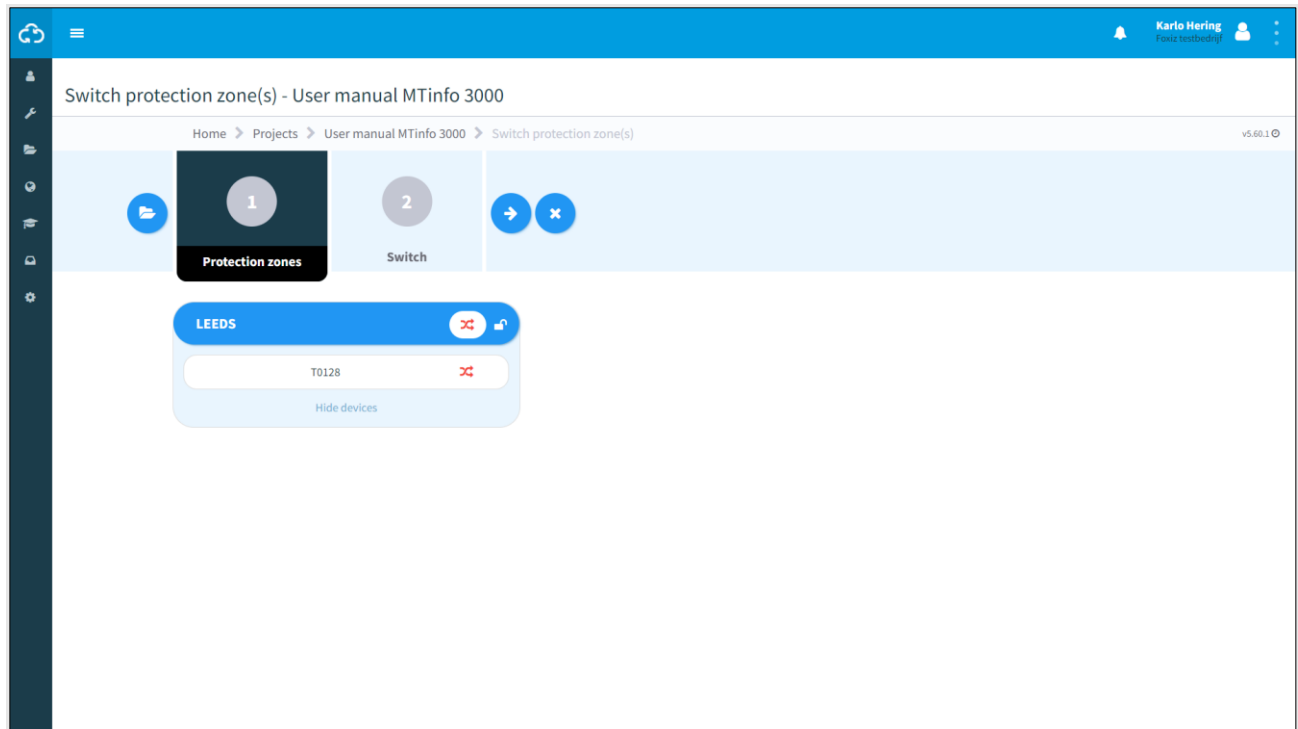 Karlo Hering
Foxiz testbedrijf
Switch protection zone(s) - User manual MTinfo 3000
Home Projects User manual MTinfo 3000 Switch protection zone(s)
v5.60.1
1
2
Protection zones
Switch
LEEDS
T0128
Hide devices